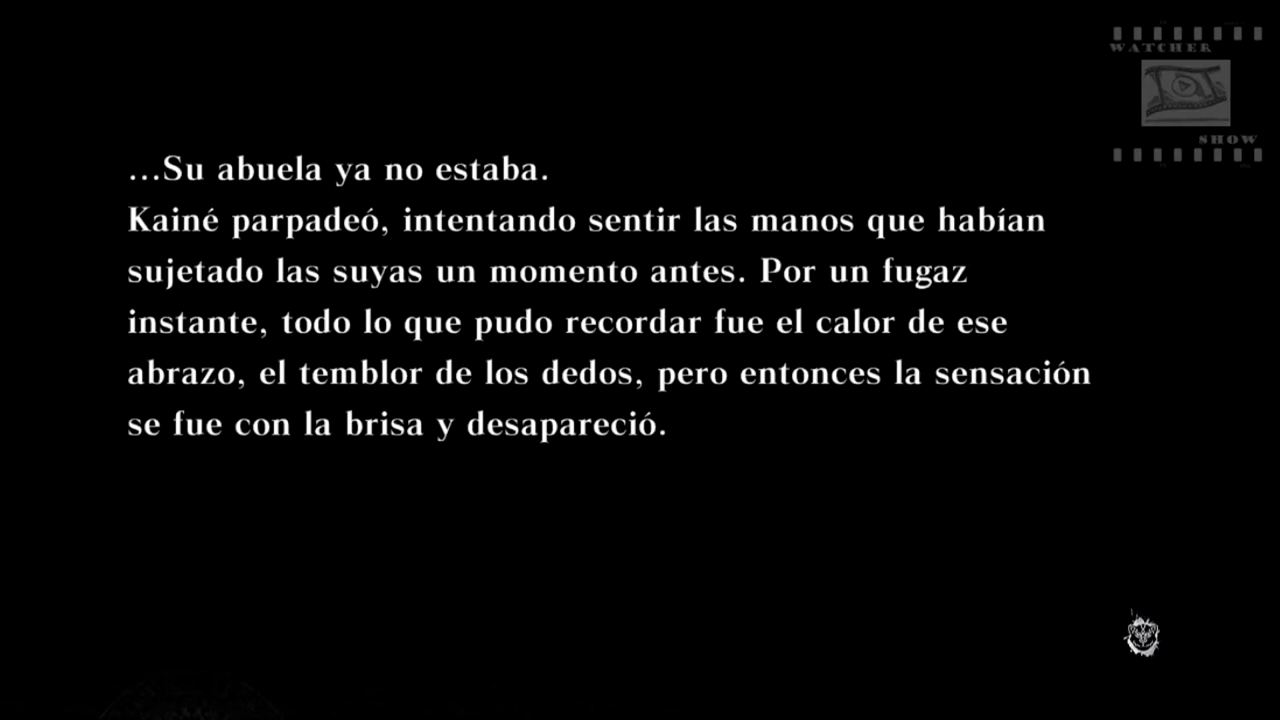 WATCHER
SHOW
...Su abuela ya no estaba.
Kainé parpadeó, intentando sentir las manos que habían
sujetado las suyas un momento antes. Por un fugaz
instante, todo lo que pudo recordar fue el calor de ese
abrazo, el temblor de los dedos, pero entonces la sensación
se fue con la brisa y desapareció.